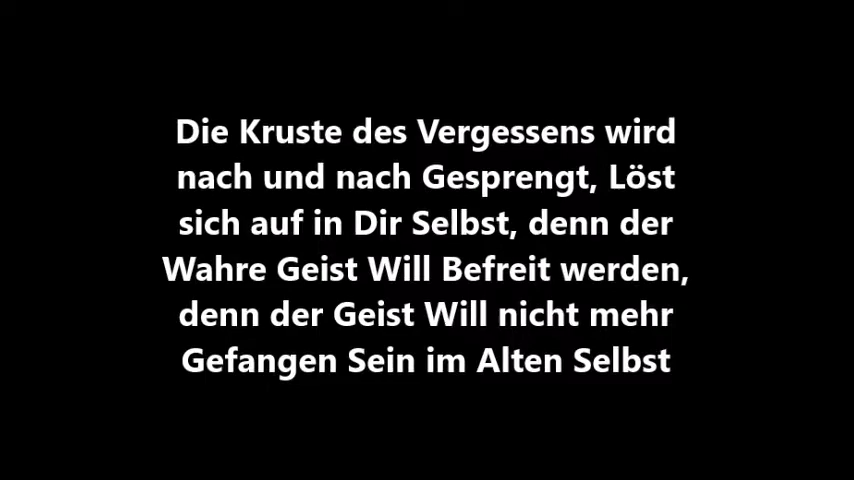 Die Kruste des Vergessens wird
nach und nach Gesprengt, Löst
sich auf in Dir Selbst, denn der
Wahre Geist Will Befreit werden,
denn der Geist Will nicht mehr
Gefangen Sein im Alten Selbst